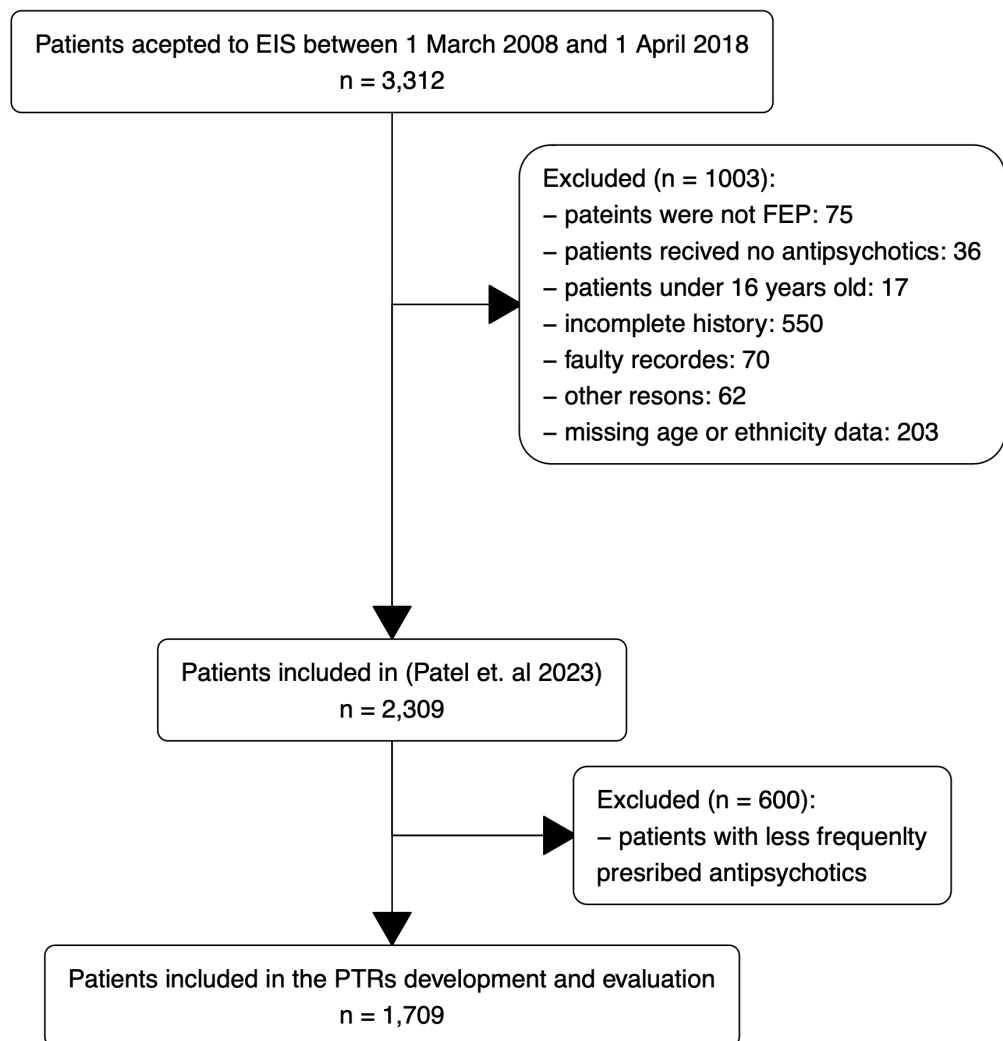 Patients acepted to EIS between 1 March 2008 and 1 April 2018
n = 3,312
Excluded (n = 1003):
– pateints were not FEP: 75
– patients recived no antipsychotics: 36
– patients under 16 years old: 17
– incomplete history: 550
– faulty recordes: 70
– other resons: 62
– missing age or ethnicity data: 203
Patients included in (Patel et. al 2023)
n = 2,309
Excluded (n = 600):
– patients with less frequenlty
presribed antipsychotics
Patients included in the PTRs development and evaluation
n = 1,709